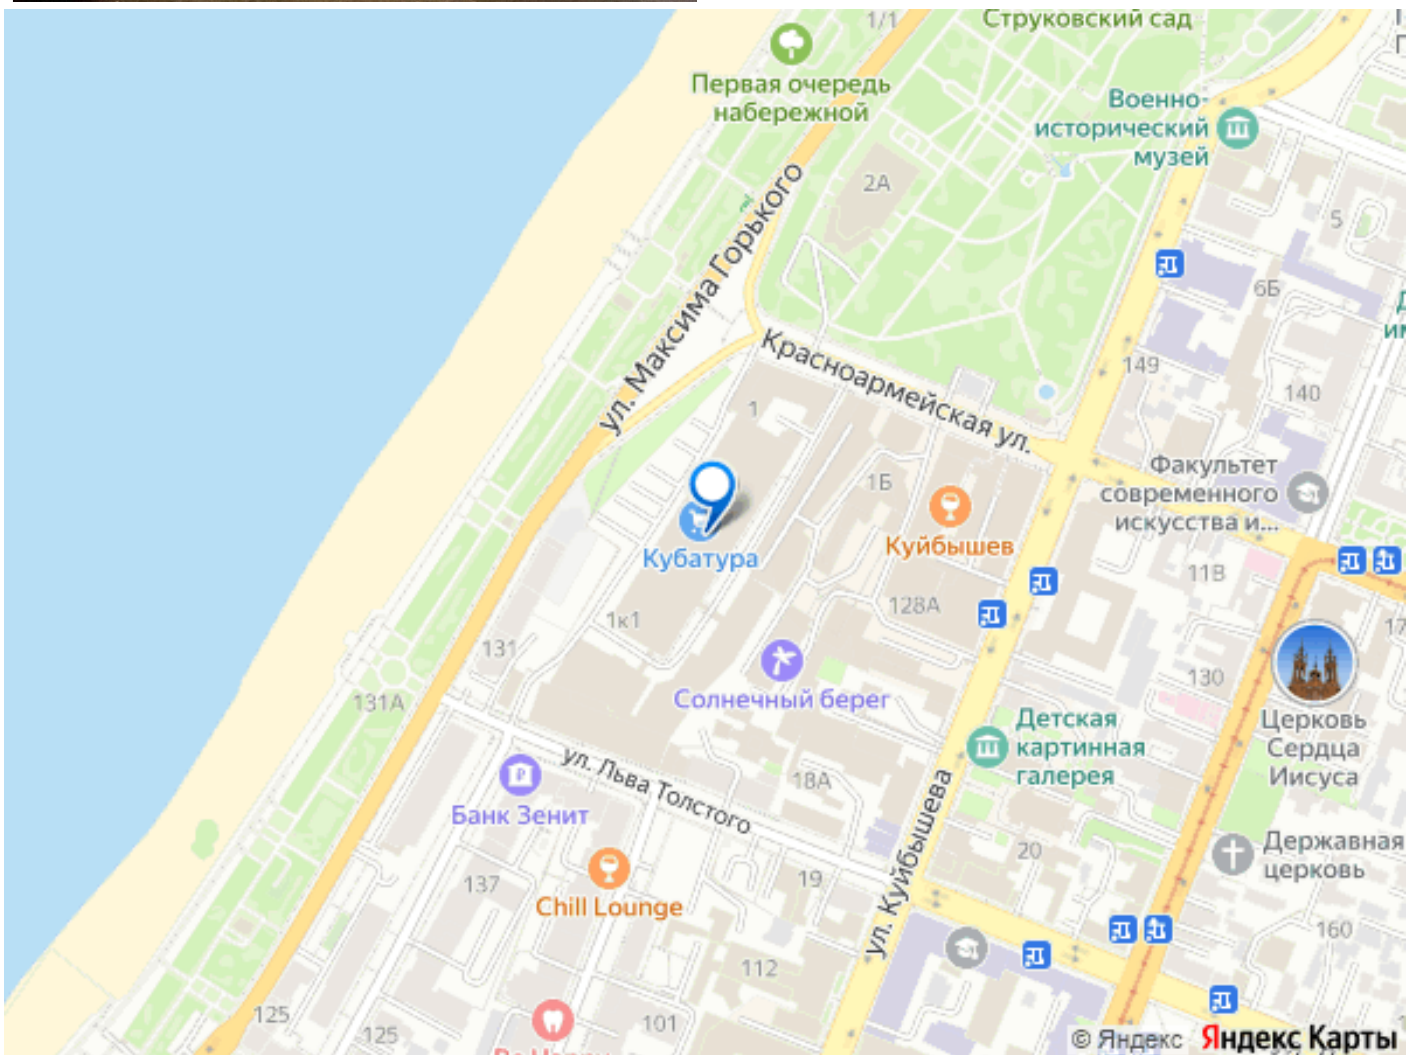 1/1
Струковский сад
Первая очередь
набережной
Военно-
исторический
музей
2А
5
ул. Максима Горького
6Б
Красноармейская ул.
149
140
1
1Б
Факультет
современного
искусства и...
Куйбышев
Кубатура
11В
128А
1к1
131
17
130
131А
Солнечный берег
Детская
картинная
галерея
Церковь
Сердца
Иисуса
ул. Льва Толстого
18А
Банк Зенит
ул. Куйбышева
20
Державная
церковь
137
19
Chill Lounge
160
112
125
125
101
© Яндекс Яндекс Карты